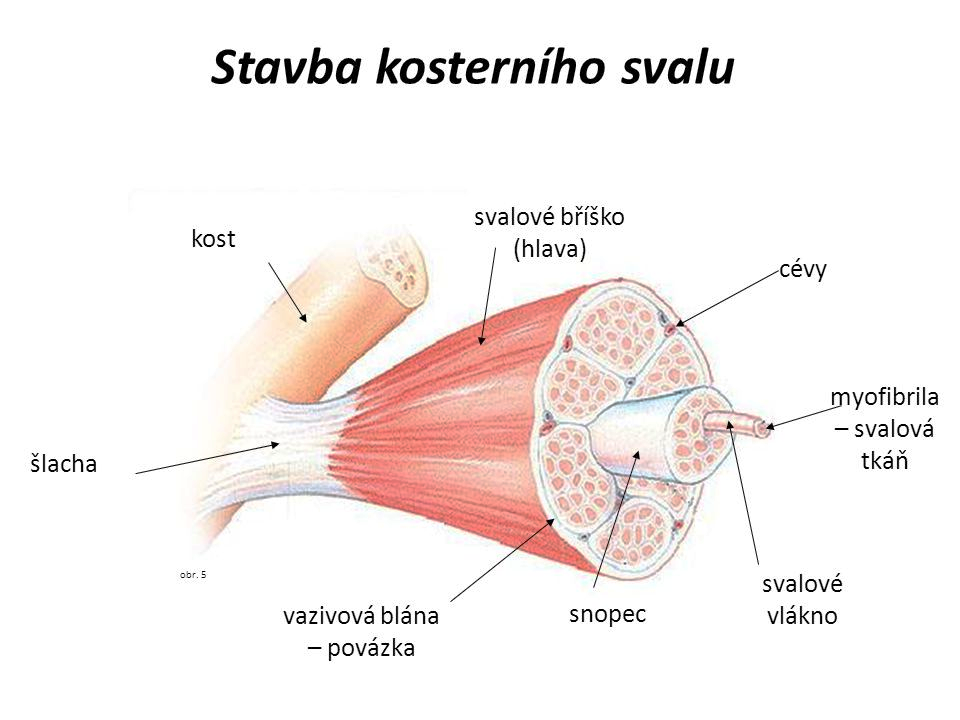 Stavba kosterního svalu
svalové bříško
(hlava)
kost
cévy
myofibrila
– svalová
tkáň
šlacha
obr. 5
svalové
vlákno
snopec
vazivová blána
– povázka